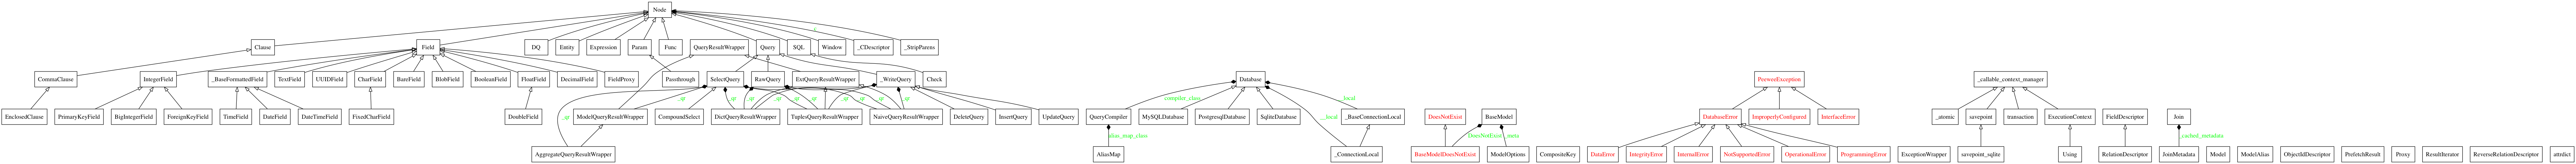 Node
Clause
Field
DQ
Entity
Expression
Param
Func
QueryResultWrapper
Query
SQL
Window
_CDescriptor
_StripParens
CommaClause
IntegerField
_BaseFormattedField
TextField
UUIDField
CharField
BareField
BlobField
BooleanField
FloatField
DecimalField
FieldProxy
Passthrough
SelectQuery
RawQuery
ExtQueryResultWrapper
_WriteQuery
Check
Database
PeeweeException
_callable_context_manager
_qr
_qr
_qr
_qr
_qr
_qr
_qr
compiler_class
_local
EnclosedClause
PrimaryKeyField
BigIntegerField
ForeignKeyField
TimeField
DateField
DateTimeField
FixedCharField
DoubleField
_qr
ModelQueryResultWrapper
CompoundSelect
DictQueryResultWrapper
TuplesQueryResultWrapper
NaiveQueryResultWrapper
DeleteQuery
InsertQuery
UpdateQuery
QueryCompiler
MySQLDatabase
PostgresqlDatabase
SqliteDatabase
__local
_BaseConnectionLocal
DoesNotExist
BaseModel
DatabaseError
ImproperlyConfigured
InterfaceError
_atomic
savepoint
transaction
ExecutionContext
FieldDescriptor
Join
alias_map_class
DoesNotExist
_meta
cached_metadata
AggregateQueryResultWrapper
AliasMap
_ConnectionLocal
BaseModelDoesNotExist
ModelOptions
CompositeKey
DataError
IntegrityError
InternalError
NotSupportedError
OperationalError
ProgrammingError
ExceptionWrapper
savepoint_sqlite
Using
RelationDescriptor
JoinMetadata
Model
ModelAlias
ObjectIdDescriptor
PrefetchResult
Proxy
ResultIterator
ReverseRelationDescriptor
attrdict